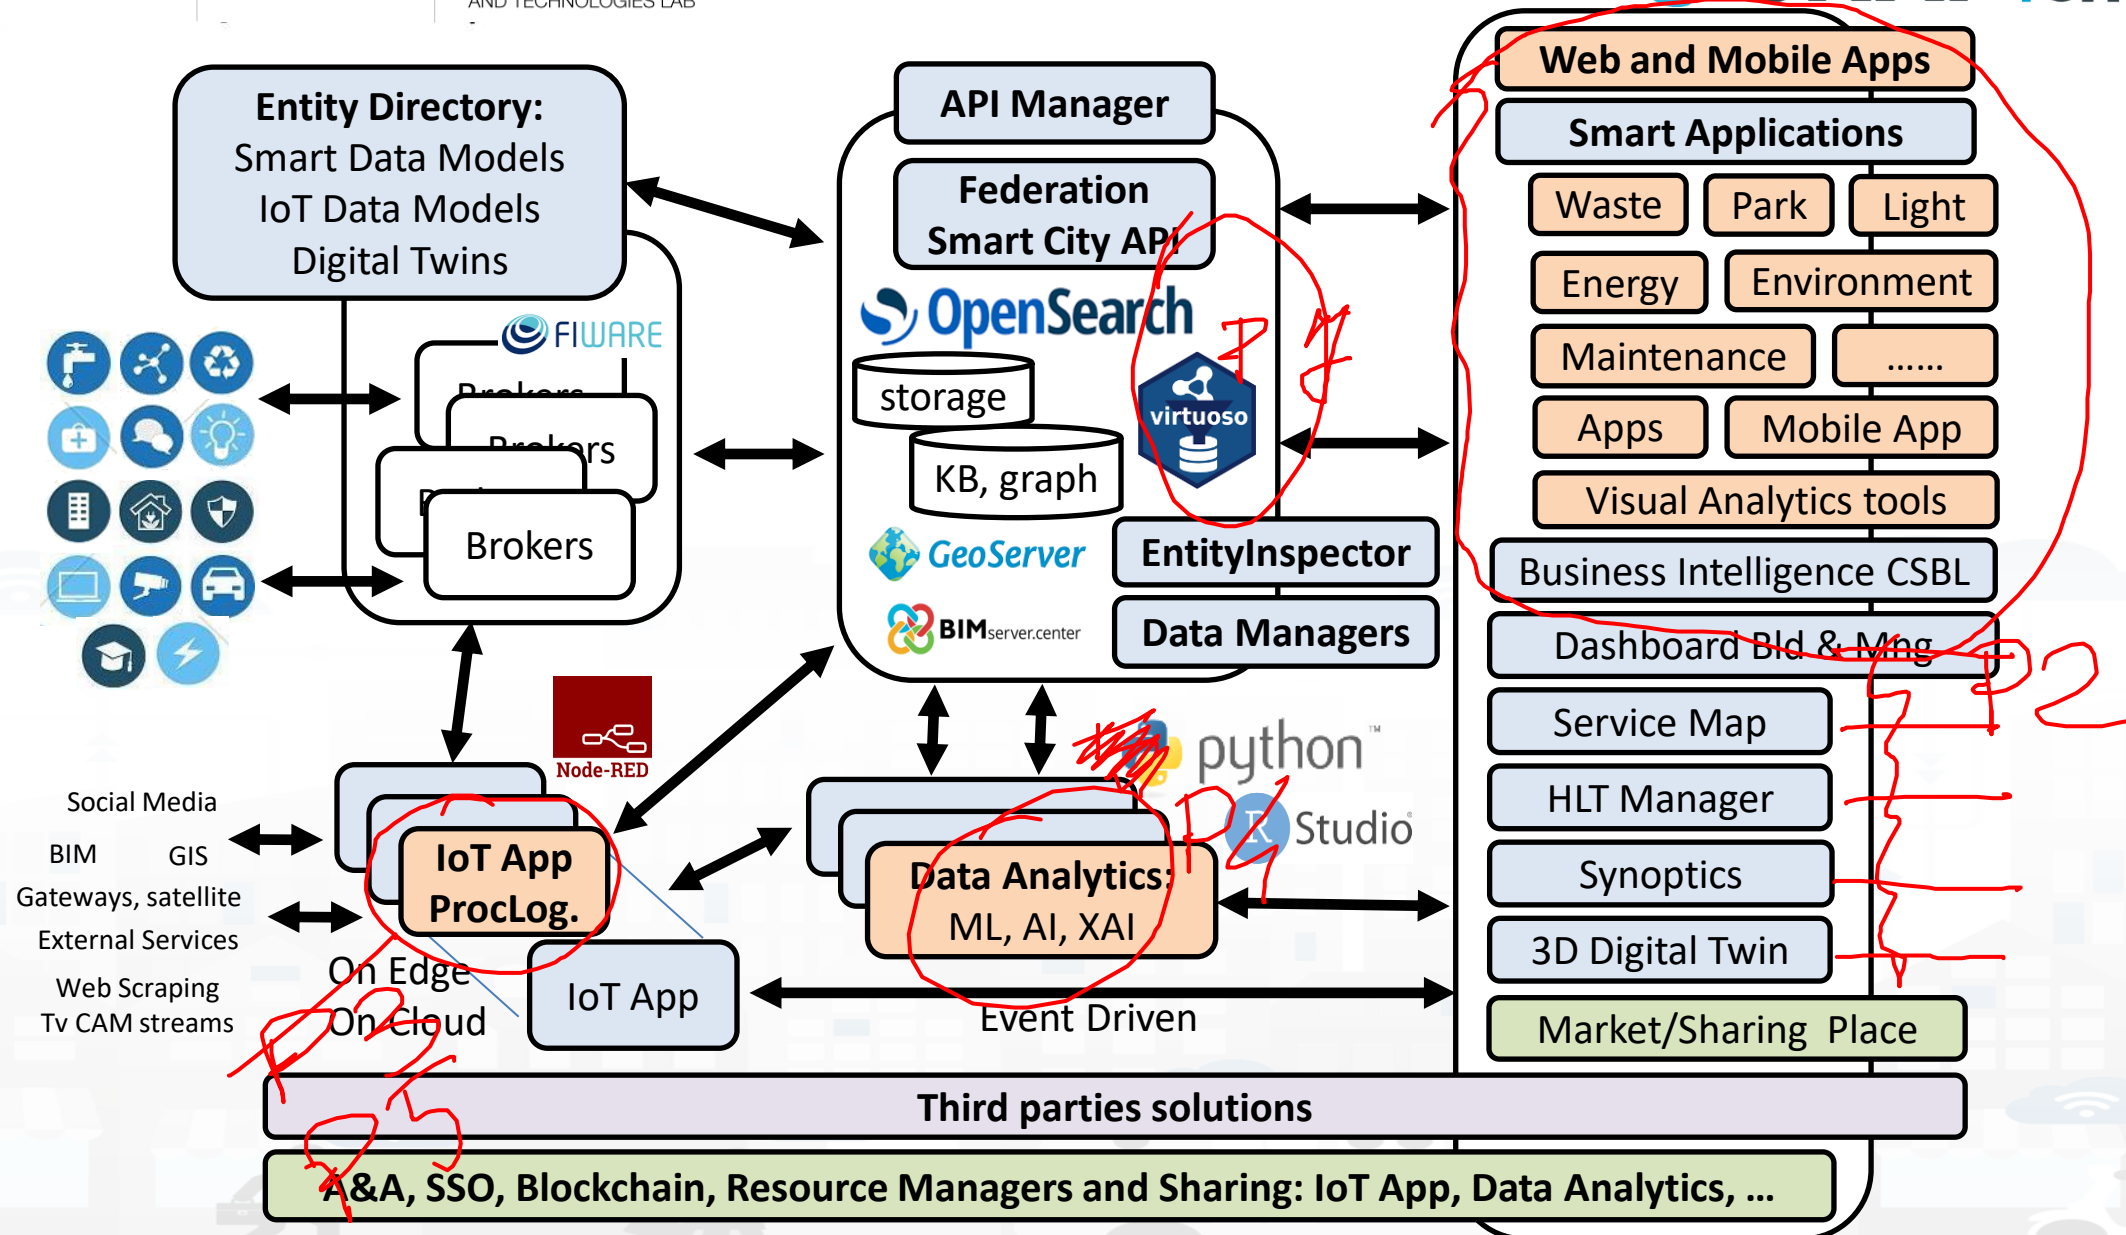 AND TECHNOLOGIES LAB
Entity Directory:
Smart Data Models
IoT Data Models
Digital Twins
FIWARE
Brokers
Brokers
Brokers
API Manager
Federation
Smart City API
OpenSearch
storage
virtuoso
KB, graph
GeoServer
EntityInspector
BIMserver.center
Data Managers
P
Node-RED
python™
R Studio
P
Social Media
BIM GIS
Gateways, satellite
External Services
Web Scraping
Tv CAM streams
IoT App
ProcLog.
On Edge
On Cloud
IoT App
Data Analytics:
ML, AI, XAI
Event Driven
Web and Mobile Apps
Smart Applications
Waste
Park
Light
Energy
Environment
Maintenance
......
Apps
Mobile App
Visual Analytics tools
Business Intelligence CSBL
Dashboard Bld & Mng
P2
Service Map
HLT Manager
Synoptics
3D Digital Twin
Market/Sharing Place
Third parties solutions
A&A, SSO, Blockchain, Resource Managers and Sharing: IoT App, Data Analytics, ...